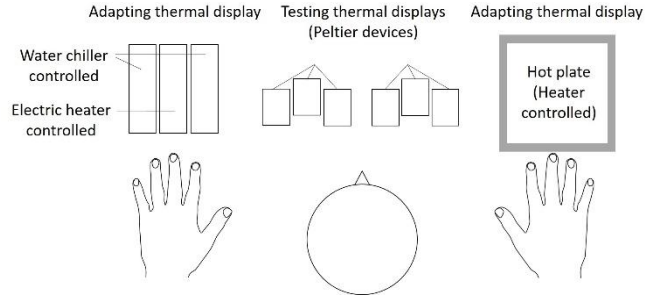 Adapting thermal display
Testing thermal displays
(Peltier devices)
Adapting thermal display
Water chiller
controlled
Electric heater
controlled
Hot plate
(Heater
controlled)